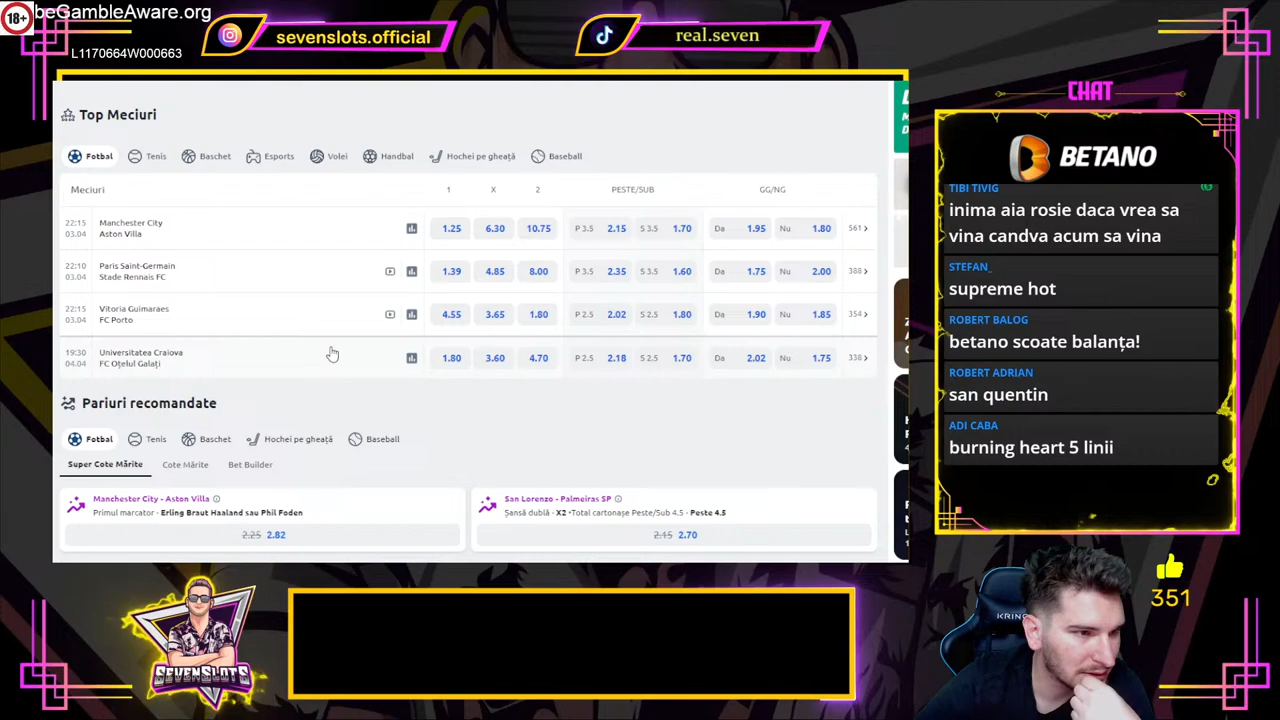 18+
beGambleAware.org
L1170664W000663
sevenslots.official
real.seven
Top Meciuri
Fotbal Tenis Baschet Esports Volei Handbal Hochei pe gheață Baseball
Meciuri 1 X 2 PESTE/SUB GG/NG
22:15 Manchester City
03.04 Aston Villa
1.25 6.30 10.75 P 3.5 2.15 S 3.5 1.70 Da 1.95 Nu 1.80 561
22:10 Paris Saint-Germain
03.04 Stade Rennais FC
1.39 4.85 8.00 P 3.5 2.35 S 3.5 1.60 Da 1.75 Nu 2.00 388
22:15 Vitoria Guimaraes
03.04 FC Porto
4.55 3.65 1.80 P 2.5 2.02 S 2.5 1.80 Da 1.90 Nu 1.85 354
19:30 Universitatea Craiova
04.04 FC Oțelul Galați
1.80 3.60 4.70 P 2.5 2.18 S 2.5 1.70 Da 2.02 Nu 1.75 338
Pariuri recomandate
Fotbal Tenis Baschet Hochei pe gheață Baseball
Super Cote Mărite Cote Mărite Bet Builder
Manchester City - Aston Villa
Primul marcator · Erling Braut Haaland sau Phil Foden
2.25 2.82
San Lorenzo - Palmeiras SP
Șansă dublă · X2 •Total cartonașe Peste/Sub 4.5 · Peste 4.5
2.15 2.70
CHAT
BETANO
TIBI TIVIG
inima aia rosie daca vrea sa
vina candva acum sa vina
STEFAN_
supreme hot
ROBERT BALOG
betano scoate balanța!
ROBERT ADRIAN
san quentin
ADI CABA
burning heart 5 linii
351
SEVENSLOTS